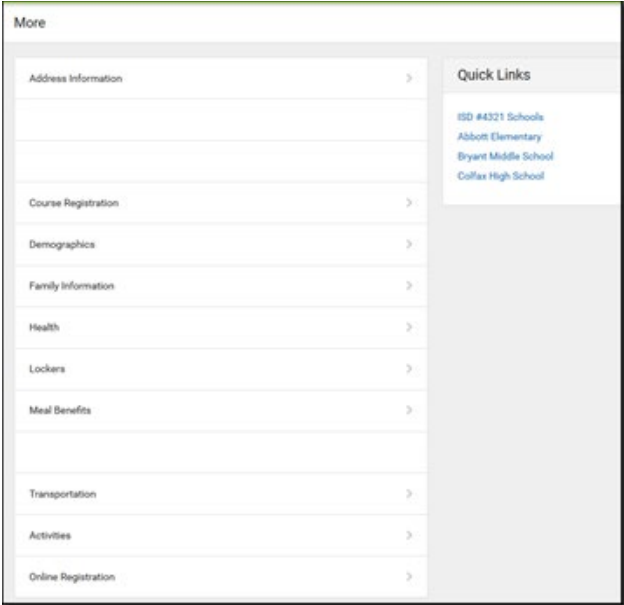 More
Address Information
Course Registration
Demographics
Family Information
Health
Lockers
Meal Benefits
Transportation
Activities
Online Registration
Quick Links
ISD #4321 Schools
Abbott Elementary
Bryant Middle School
Colfax High School